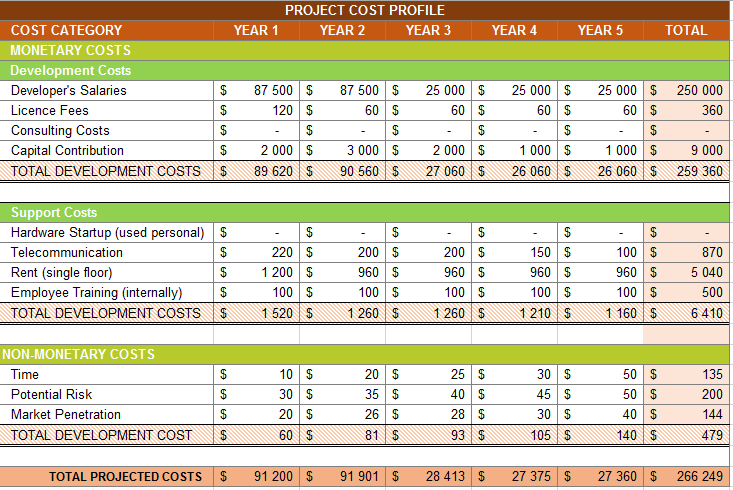 PROJECT COST PROFILE
COST CATEGORY YEAR 1 YEAR 2 YEAR 3 YEAR 4 YEAR 5 TOTAL
MONETARY COSTS
Development Costs
Developer's Salaries $ 87 500 $ 87 500 $ 25 000 $ 25 000 $ 25 000 $ 250 000
Licence Fees $ 120 $ 60 $ 60 $ 60 $ 60 $ 360
Consulting Costs $ - $ - $ - $ - $ - $ -
Capital Contribution $ 2 000 $ 3 000 $ 2 000 $ 1 000 $ 1 000 $ 9 000
TOTAL DEVELOPMENT COSTS $ 89 620 $ 90 560 $ 27 060 $ 26 060 $ 26 060 $ 259 360
Support Costs
Hardware Startup (used personal) $ - $ - $ - $ - $ - $ -
Telecommunication $ 220 $ 200 $ 200 $ 150 $ 100 $ 870
Rent (single floor) $ 1 200 $ 960 $ 960 $ 960 $ 960 $ 5 040
Employee Training (internally) $ 100 $ 100 $ 100 $ 100 $ 100 $ 500
TOTAL DEVELOPMENT COSTS $ 1 520 $ 1 260 $ 1 260 $ 1 210 $ 1 160 $ 6 410
NON-MONETARY COSTS
Time $ 10 $ 20 $ 25 $ 30 $ 50 $ 135
Potential Risk $ 30 $ 35 $ 40 $ 45 $ 50 $ 200
Market Penetration $ 20 $ 26 $ 28 $ 30 $ 40 $ 144
TOTAL DEVELOPMENT COST $ 60 $ 81 $ 93 $ 105 $ 140 $ 479
TOTAL PROJECTED COSTS $ 91 200 $ 91 901 $ 28 413 $ 27 375 $ 27 360 $ 266 249